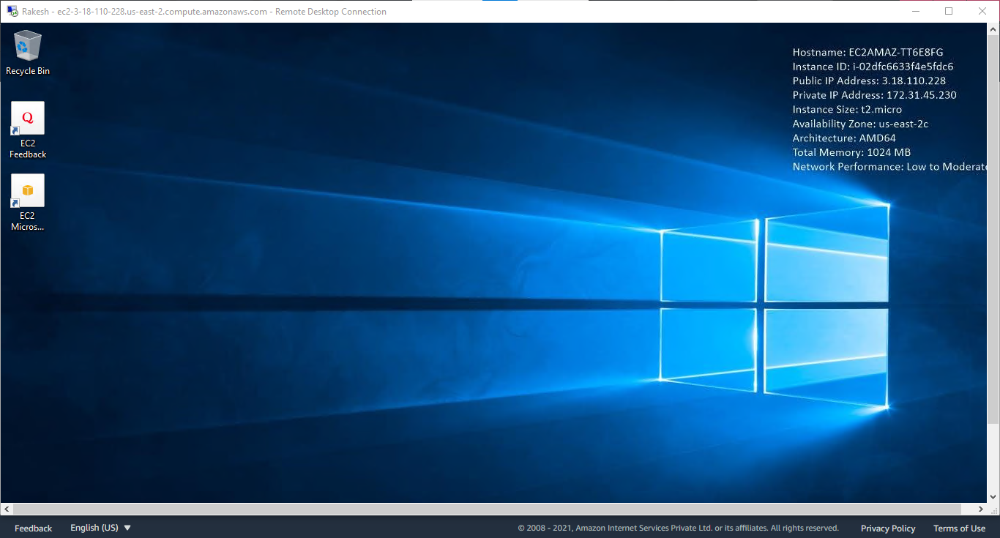 Rakesh - ec2-3-18-110-228.us-east-2.compute.amazonaws.com - Remote Desktop Connection
Recycle Bin
Q
EC2
Feedback
EC2
Micros...
Hostname: EC2AMAZ-TT6E8FG
Instance ID: i-02dfc6633f4e5fdc6
Public IP Address: 3.18.110.228
Private IP Address: 172.31.45.230
Instance Size: t2.micro
Availability Zone: us-east-2c
Architecture: AMD64
Total Memory: 1024 MB
Network Performance: Low to Moderate
Feedback English (US) © 2008 - 2021, Amazon Internet Services Private Ltd. or its affiliates. All rights reserved. Privacy Policy Terms of Use